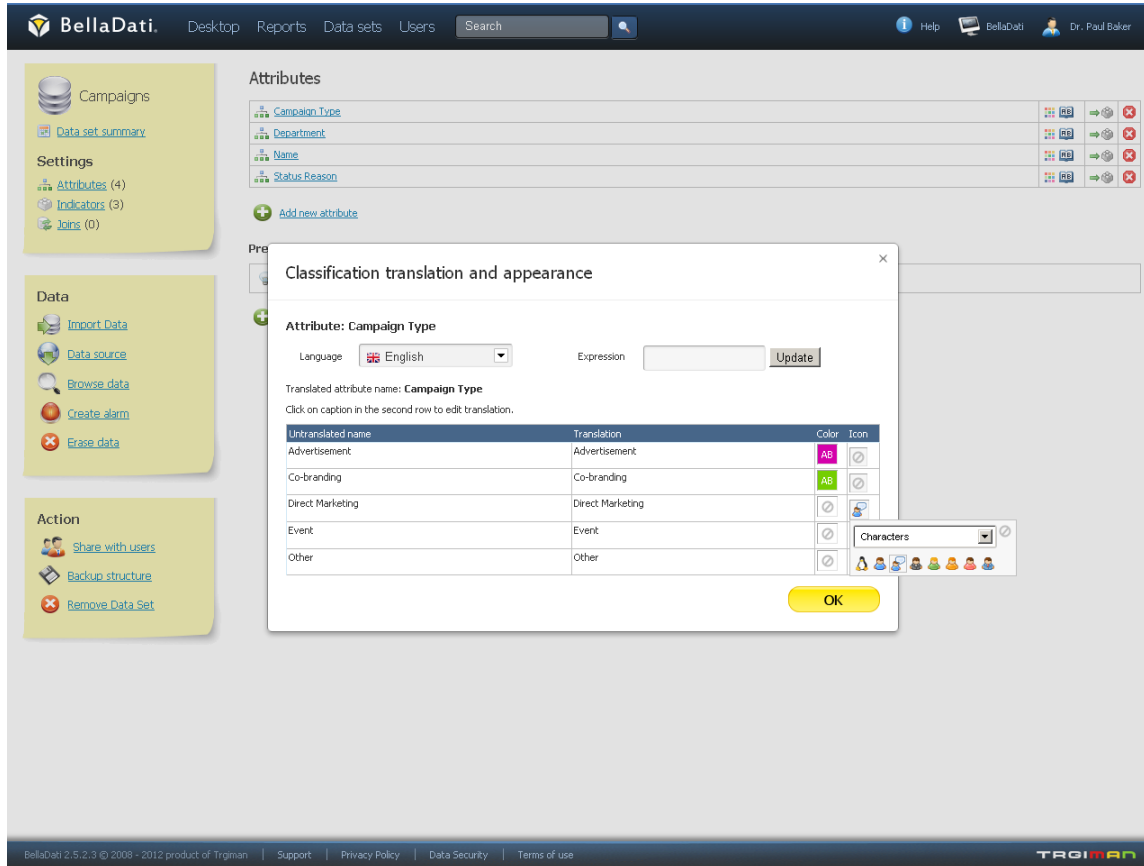 BellaDati. Desktop Reports Data sets Users Search Help BellaDati Dr. Paul Baker
Campaigns
Data set summary
Settings
Attributes (4)
Indicators (3)
Joins (0)
Data
Import Data
Data source
Browse data
Create alarm
Erase data
Action
Share with users
Backup structure
Remove Data Set
Attributes
Campaign Type
Department
Name
Status Reason
Add new attribute
Pre
Classification translation and appearance
Attribute: Campaign Type
Language English Expression Update
Translated attribute name: Campaign Type
Click on caption in the second row to edit translation.
Untranslated name Translation Color Icon
Advertisement Advertisement AB
Co-branding Co-branding AB
Direct Marketing Direct Marketing
Event Event
Characters
Other Other
OK
BellaDati 2.5.2.3 © 2008 - 2012 product of Trgiman | Support | Privacy Policy | Data Security | Terms of use TRGIMAN